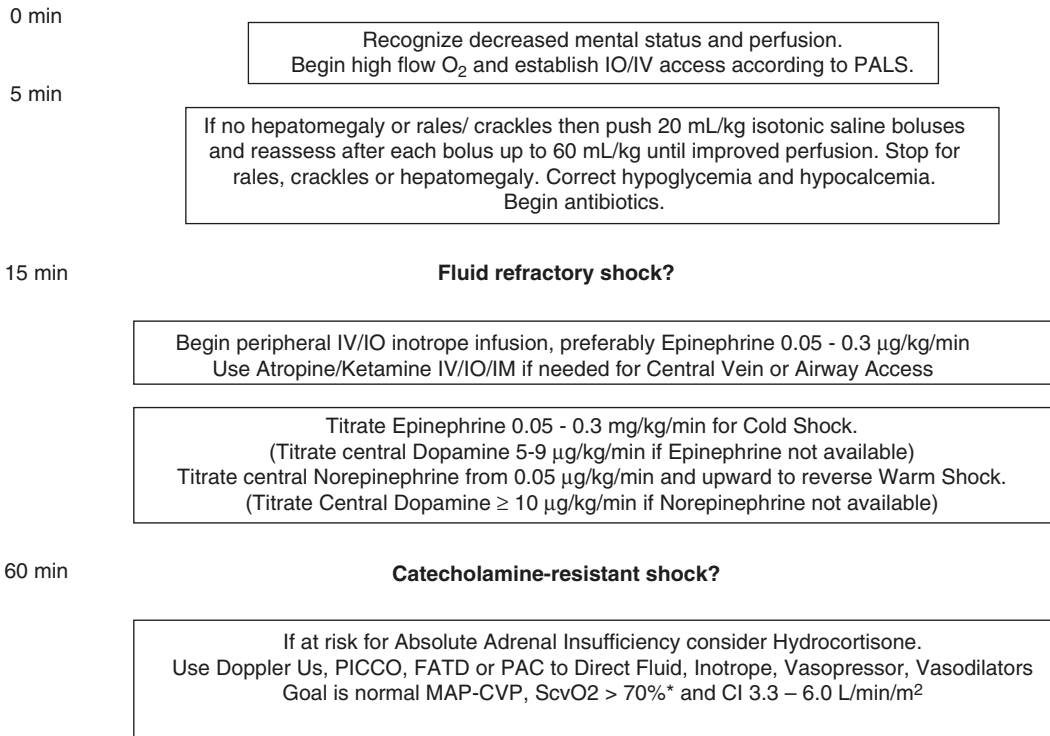 0 min
Recognize decreased mental status and perfusion.
Begin high flow O₂ and establish IO/IV access according to PALS.
5 min
If no hepatomegaly or rales/ crackles then push 20 mL/kg isotonic saline boluses
and reassess after each bolus up to 60 mL/kg until improved perfusion. Stop for
rales, crackles or hepatomegaly. Correct hypoglycemia and hypocalcemia.
Begin antibiotics.
15 min
Fluid refractory shock?
Begin peripheral IV/IO inotrope infusion, preferably Epinephrine 0.05 - 0.3 μg/kg/min
Use Atropine/Ketamine IV/IO/IM if needed for Central Vein or Airway Access
Titrate Epinephrine 0.05 - 0.3 mg/kg/min for Cold Shock.
(Titrate central Dopamine 5-9 μg/kg/min if Epinephrine not available)
Titrate central Norepinephrine from 0.05 μg/kg/min and upward to reverse Warm Shock.
(Titrate Central Dopamine ≥ 10 μg/kg/min if Norepinephrine not available)
60 min
Catecholamine-resistant shock?
If at risk for Absolute Adrenal Insufficiency consider Hydrocortisone.
Use Doppler Us, PICCO, FATD or PAC to Direct Fluid, Inotrope, Vasopressor, Vasodilators
Goal is normal MAP-CVP, ScvO2 > 70%* and CI 3.3 – 6.0 L/min/m²